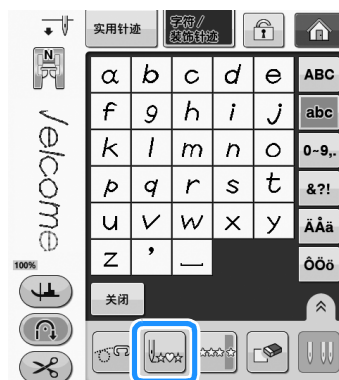 实用针迹
字符/
装饰针迹
N
a b c d e
ABC
f g h i j
abc
k l m n o
0~9,.
p q r s t
&?!
u v w x y
ÄÅä
z ’ _
ÔÖö
Welcome
100%
关闭